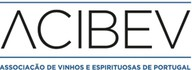 ACIBEV
ASSOCIAÇÃO DE VINHOS E ESPIRITUOSAS DE PORTUGAL